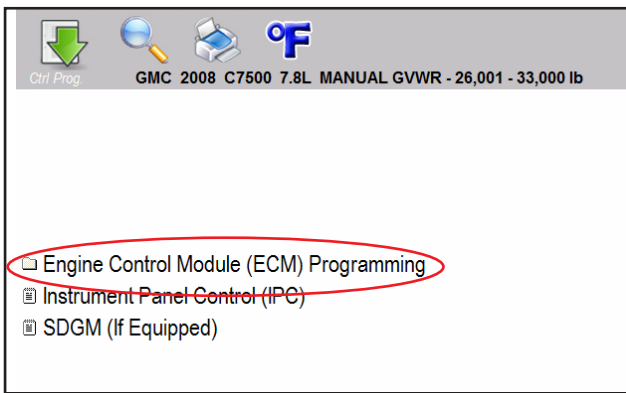 °F
Ctrl Prog.
GMC 2008 C7500 7.8L MANUAL GVWR - 26,001 - 33,000 lb
Engine Control Module (ECM) Programming
Instrument Panel Control (IPC)
SDGM (If Equipped)